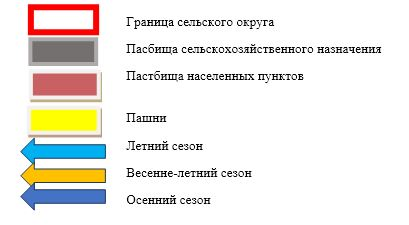 Граница сельского округа
Пасбища сельскохозяйственного назначения
Пастбища населенных пунктов
Пашни
Летний сезон
Весенне-летний сезон
Осенний сезон